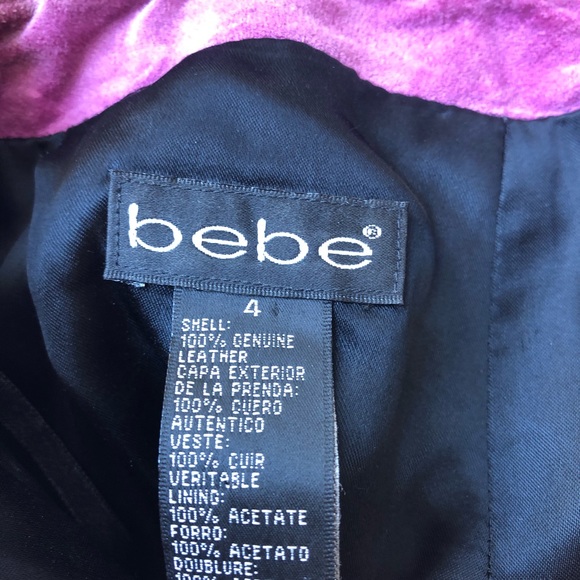 bebe®
4
SHELL:
100% GENUINE
LEATHER
CAPA EXTERIOR
DE LA PRENDA:
100% CUERO
AUTENTICO
VESTE:
100% CUIR
VERITABLE
LINING:
100% ACETATE
FORRO:
100% ACETATO
DOUBLURE:
100%